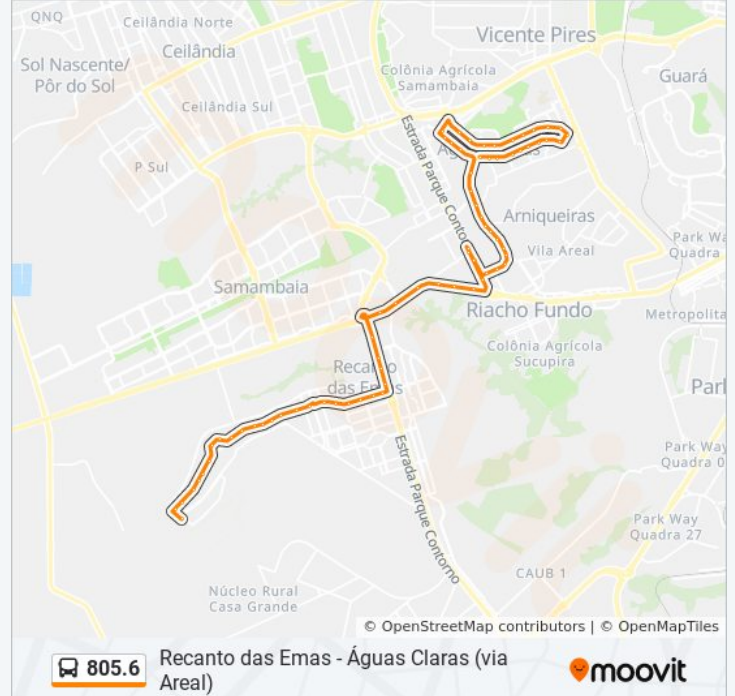 QNQ
Ceilândia Norte
Ceilândia
Vicente Pires
Sol Nascente/
Pôr do Sol
Colônia Agrícola
Samambaia
Guará
Ceilândia Sul
P Sul
Estrada Parque Contorno
Arniqueiras
Vila Areal
Park Wa
Quadra
Samambaia
Riacho Fundo
Metropolita
Colônia Agrícola
Sucupira
Recanto
das Emas
Parl
Estrada Parque Contorno
Park Way
Quadra 0
Park Way
Quadra 27
CAUB 1
Núcleo Rural
Casa Grande
© OpenStreetMap contributors | © OpenMapTiles
805.6
Recanto das Emas - Águas Claras (via
Areal)
moovit